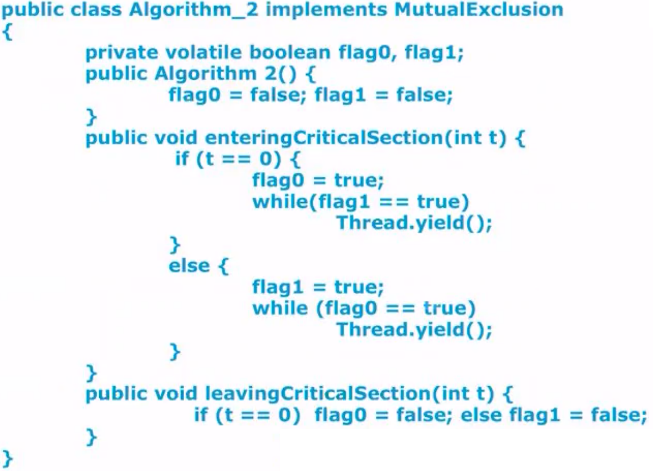 public class Algorithm_2 implements MutualExclusion
{
private volatile boolean flag0, flag1;
public Algorithm 2() {
flag0 = false; flag1 = false;
}
public void enteringCriticalSection(int t) {
if (t == 0) {
flag0 = true;
while(flag1 == true)
Thread.yield();
}
else {
flag1 = true;
while (flag0 == true)
Thread.yield();
}
}
public void leavingCriticalSection(int t) {
if (t == 0) flag0 = false; else flag1 = false;
}
}